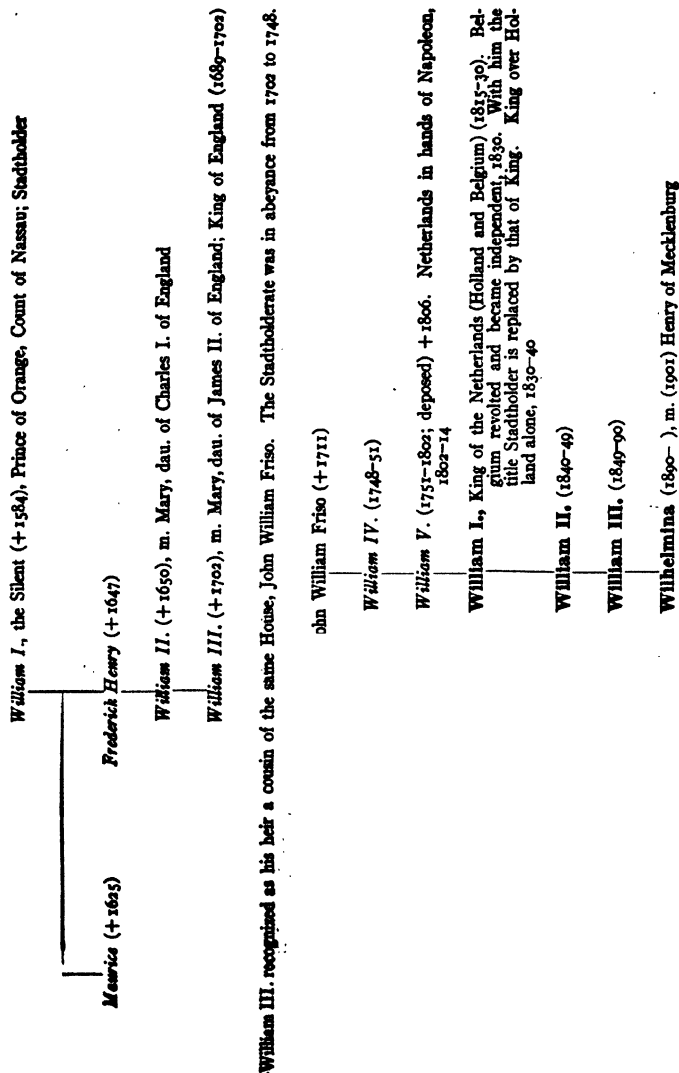 William I., the Silent (+1584), Prince of Orange, Count of Nassau; Stadtholder
Maurice (+1625)
Frederick Henry (+1647)
William II. (+1650), m. Mary, dau. of Charles I. of England
William III. (+1702), m. Mary, dau. of James II. of England; King of England (1689–1702)
William III. recognized as his heir a cousin of the same House, John William Friso. The Stadtholderate was in abeyance from 1702 to 1748.
ohn William Friso (+1711)
William IV. (1748–51)
William V. (1751–1802; deposed) +1806. Netherlands in hands of Napoleon,
1802–14
William I., King of the Netherlands (Holland and Belgium) (1815–30). Bel-
gium revolted and became independent, 1830. With him the
title Stadtholder is replaced by that of King. King over Hol-
land alone, 1830–40
William II. (1840–49)
William III. (1849–90)
Wilhelmina (1890– ), m. (1901) Henry of Mecklenburg